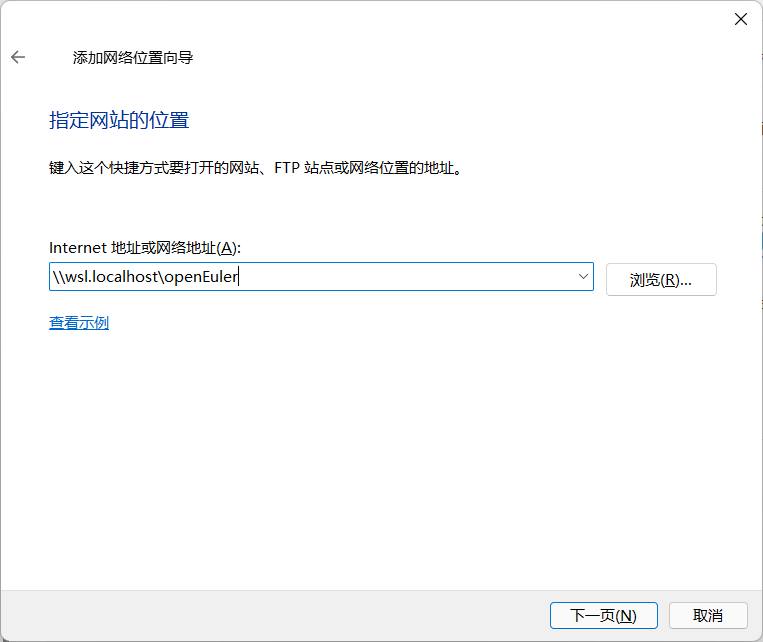 添加网络位置向导
指定网站的位置
键入这个快捷方式要打开的网站、FTP 站点或网络位置的地址。
Internet 地址或网络地址(A):
\\wsl.localhost\openEuler
浏览(R)...
查看示例
下一页(N)
取消